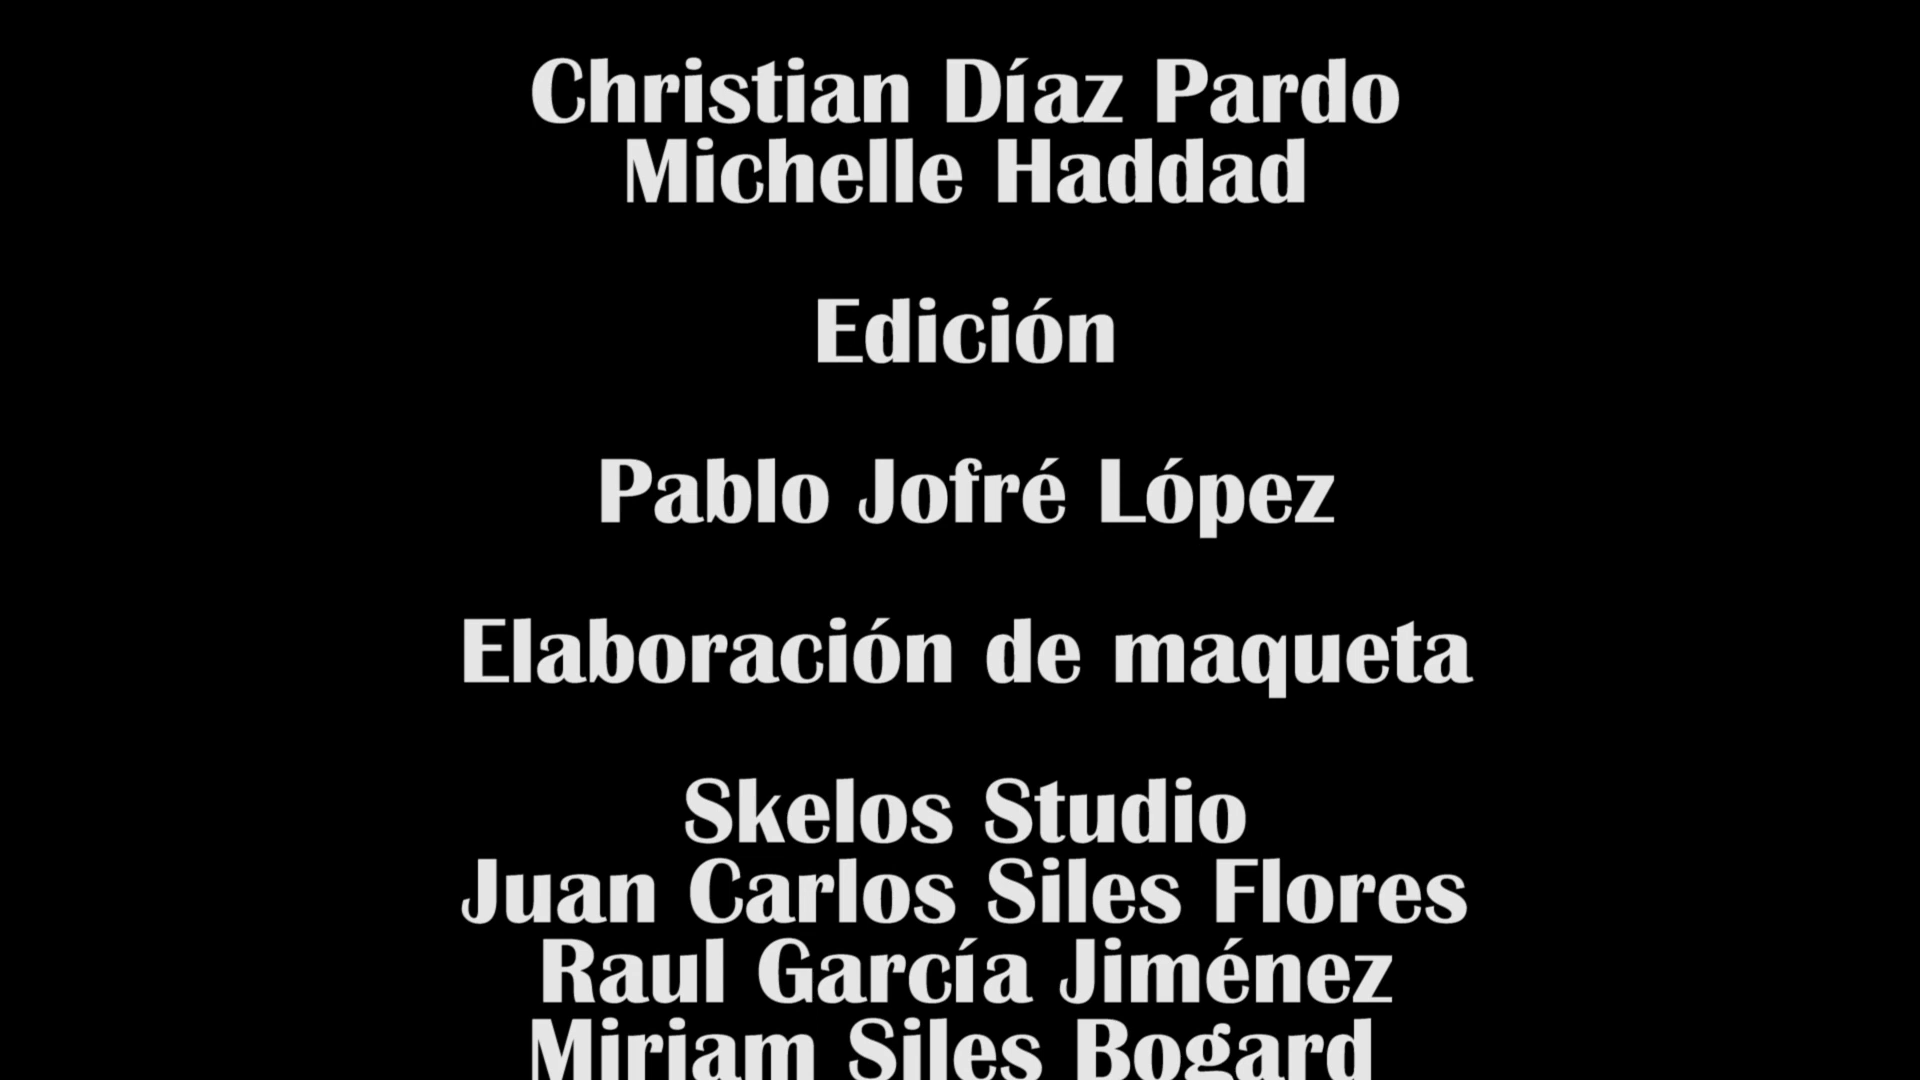 Christian Díaz Pardo
Michelle Haddad
Edición
Pablo Jofré López
Elaboración de maqueta
Skelos Studio
Juan Carlos Siles Flores
Raul García Jiménez
Miriam Siles Bogard